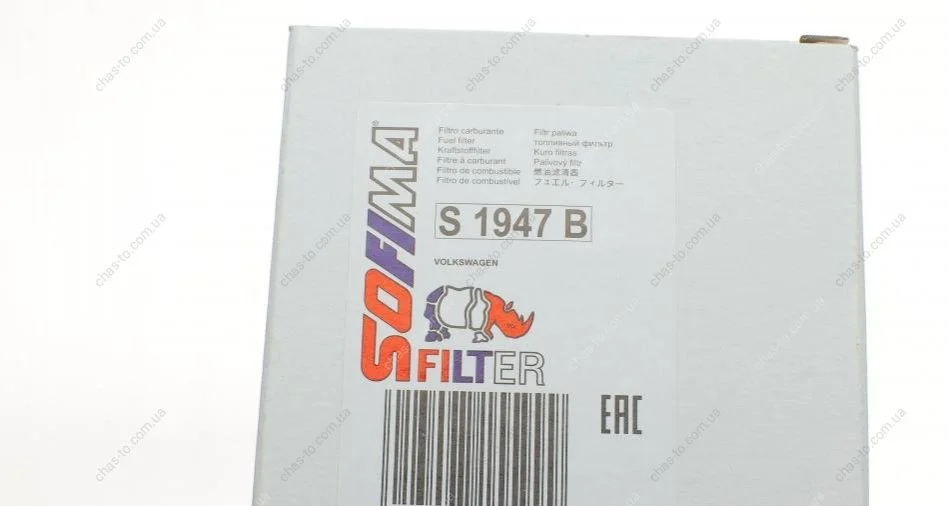 SOFIMA®
Filtro carburante
Fuel filter
Kraftstofffilter
Filtre à carburant
Filtro de combustible
Filtro de combustível
Filtr paliwa
топливный фильтр
Kuro filtras
Palivový filtr
燃油滤清器
フェエル・フィルター
S 1947 B
VOLKSWAGEN
FILTER
EAC
chas-to.com.ua